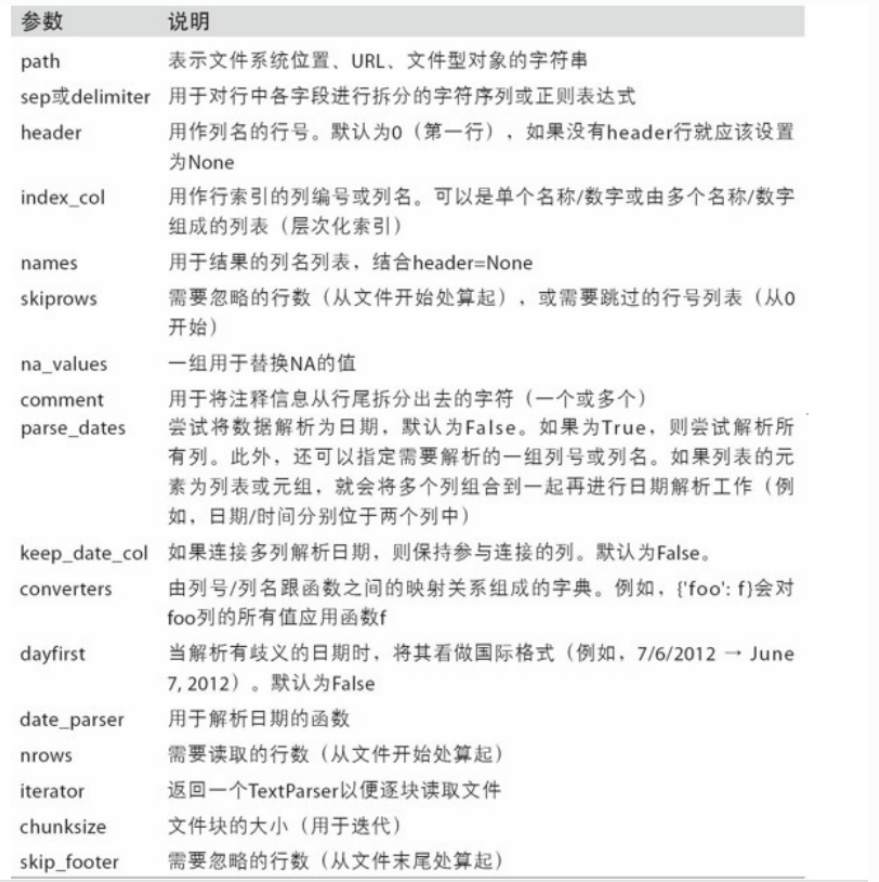 参数 说明
path 表示文件系统位置、URL、文件型对象的字符串
sep或delimiter 用于对行中各字段进行拆分的字符序列或正则表达式
header 用作列名的行号。默认为0（第一行），如果没有header行就应该设置
为None
index_col 用作行索引的列编号或列名。可以是单个名称/数字或由多个名称/数字
组成的列表（层次化索引）
names 用于结果的列名列表，结合header=None
skiprows 需要忽略的行数（从文件开始处算起），或需要跳过的行号列表（从0
开始）
na_values 一组用于替换NA的值
comment 用于将注释信息从行尾拆分出去的字符（一个或多个）
parse_dates 尝试将数据解析为日期，默认为False。如果为True，则尝试解析所
有列。此外，还可以指定需要解析的一组列号或列名。如果列表的元
素为列表或元组，就会将多个列组合到一起再进行日期解析工作（例
如，日期/时间分别位于两个列中）
keep_date_col 如果连接多列解析日期，则保持参与连接的列。默认为False。
converters 由列号/列名跟函数之间的映射关系组成的字典。例如，{'foo': f}会对
foo列的所有值应用函数f
dayfirst 当解析有歧义的日期时，将其看做国际格式（例如，7/6/2012 → June
7, 2012）。默认为False
date_parser 用于解析日期的函数
nrows 需要读取的行数（从文件开始处算起）
iterator 返回一个TextParser以便逐块读取文件
chunksize 文件块的大小（用于迭代）
skip_footer 需要忽略的行数（从文件末尾处算起）